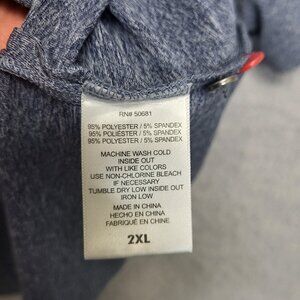 RN# 50681
95% POLYESTER / 5% SPANDEX
95% POLIÉSTER / 5% SPANDEX
95% POLYESTER / 5% SPANDEX
MACHINE WASH COLD
INSIDE OUT
WITH LIKE COLORS
USE NON-CHLORINE BLEACH
IF NECESSARY
TUMBLE DRY LOW INSIDE OUT
IRON LOW
MADE IN CHINA
HECHO EN CHINA
FABRIQUÉ EN CHINE
2XL